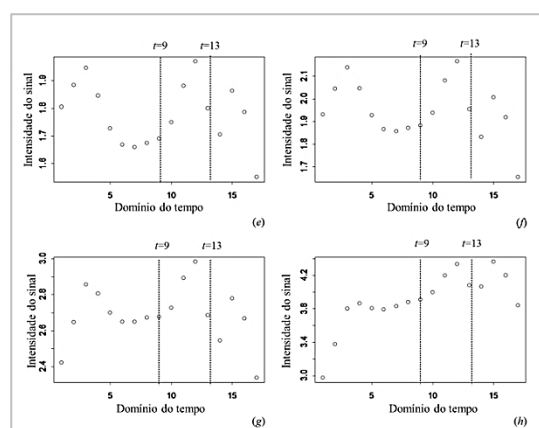 t=9 t=13
Intensidade do sinal
1.9
1.8
1.7
1.6
5 10 15
Domínio do tempo
(e)
t=9 t=13
Intensidade do sinal
2.1
2.0
1.9
1.8
1.7
5 10 15
Domínio do tempo
(f)
t=9 t=13
Intensidade do sinal
3.0
2.8
2.6
2.4
5 10 15
Domínio do tempo
(g)
t=9 t=13
Intensidade do sinal
4.2
3.8
3.4
3.0
5 10 15
Domínio do tempo
(h)